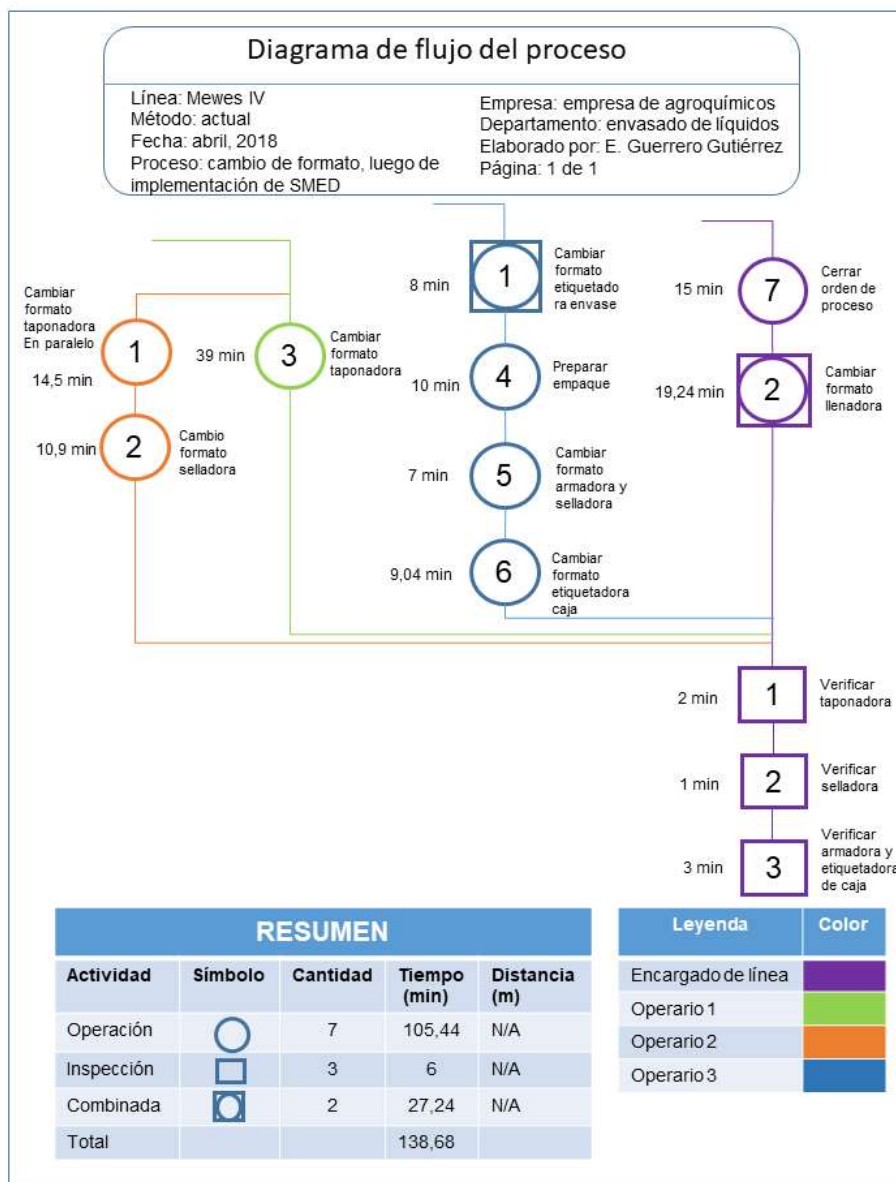 Diagrama de flujo del proceso
Línea: Mewes IV
Método: actual
Fecha: abril, 2018
Proceso: cambio de formato, luego de
implementación de SMED
Empresa: empresa de agroquímicos
Departamento: envasado de líquidos
Elaborado por: E. Guerrero Gutiérrez
Página: 1 de 1
Cambiar
formato
taponadora
En paralelo
14,5 min
1
10,9 min
2
Cambio
formato
selladora
39 min
3
Cambiar
formato
taponadora
8 min
1
Cambiar
formato
etiquetado
ra envase
10 min
4
Preparar
empaque
7 min
5
Cambiar
formato
armadora y
selladora
9,04 min
6
Cambiar
formato
etiquetadora
caja
15 min
7
Cerrar
orden de
proceso
19,24 min
2
Cambiar
formato
llenadora
2 min
1
Verificar
taponadora
1 min
2
Verificar
selladora
3 min
3
Verificar
armadora y
etiquetadora
de caja
RESUMEN
Actividad Símbolo Cantidad Tiempo (min) Distancia (m)
Operación 7 105,44 N/A
Inspección 3 6 N/A
Combinada 2 27,24 N/A
Total 138,68
Leyenda Color
Encargado de línea
Operario 1
Operario 2
Operario 3